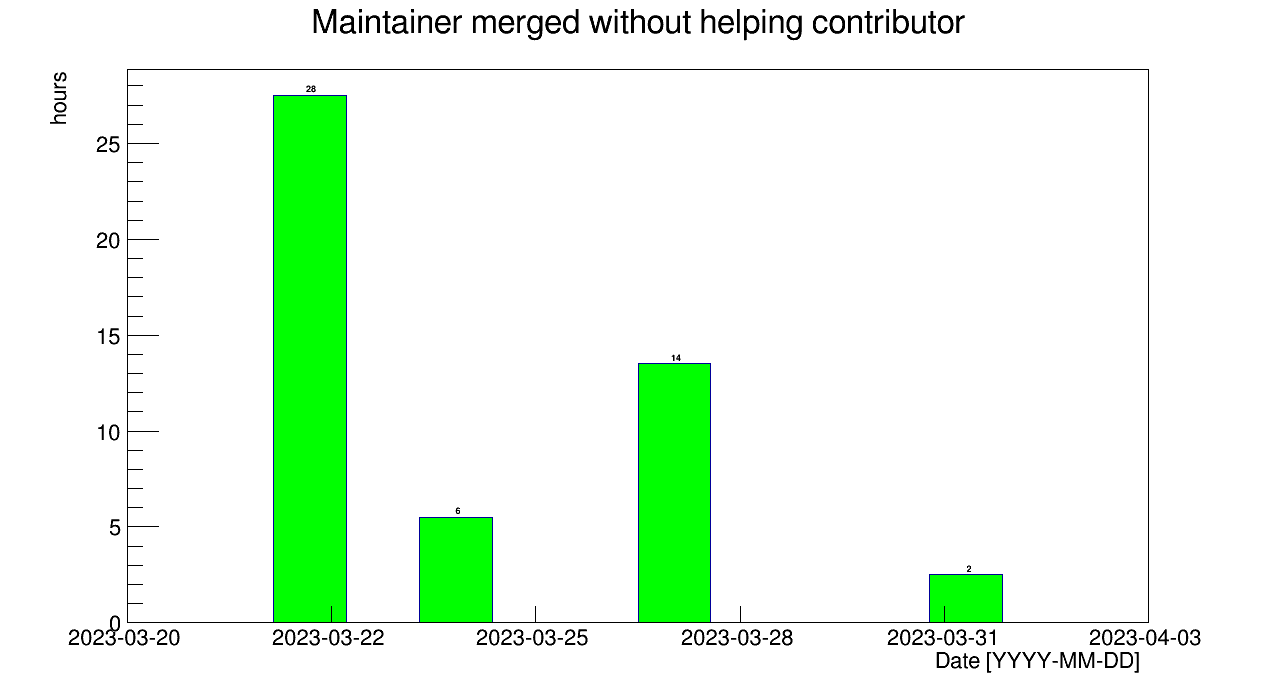 Maintainer merged without helping contributor
hours
28
25
20
15
14
10
6
5
2
0
2023-03-20 2023-03-22 2023-03-25 2023-03-28 2023-03-31 2023-04-03
Date [YYYY-MM-DD]